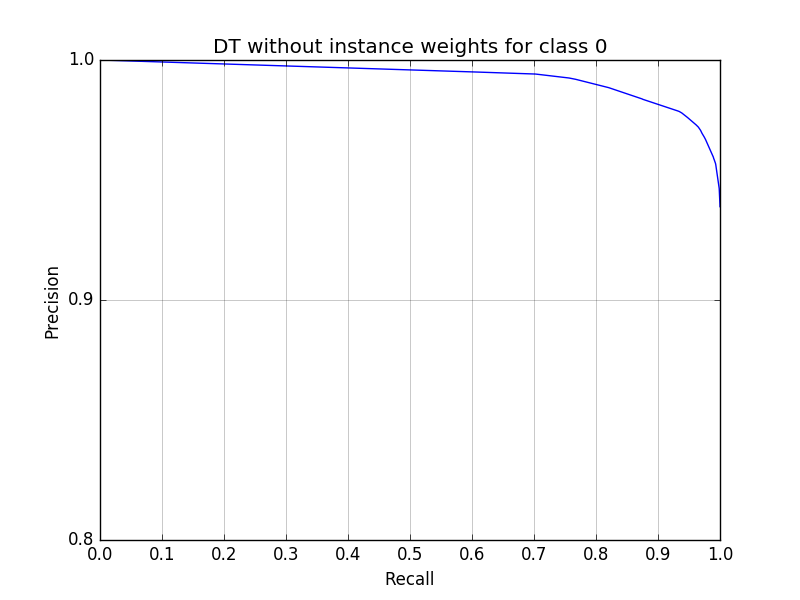 DT without instance weights for class 0
1.0
0.9
0.8
Precision
0.0 0.1 0.2 0.3 0.4 0.5 0.6 0.7 0.8 0.9 1.0
Recall